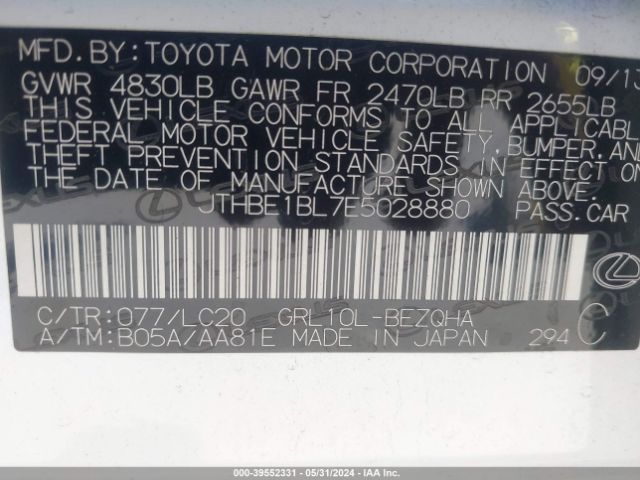 MFD.BY:TOYOTA MOTOR CORPORATION 09/13
GVWR 4830LB GAWR FR 2470LB RR 2655LB
THIS VEHICLE CONFORMS TO ALL APPLICABL
FEDERAL MOTOR VEHICLE SAFETY,BUMPER,AN
THEFT PREVENTION STANDARDS IN EFFECT ON
THE DATE OF MANUFACTURE SHOWN ABOVE.
JTHBE1BL7E5028880 PASS.CAR
C/TR:077/LC20 GRL10L-BEZQHA
A/TM:B05A/AA81E MADE IN JAPAN 294 C
000-39552331 - 05/31/2024 - IAA Inc.